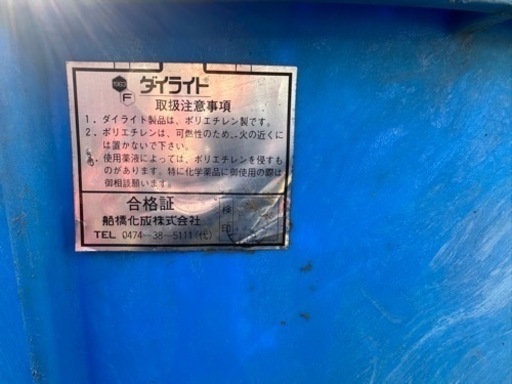 F ダイライト
取扱注意事項
1. ダイライト製品は、ポリエチレン製です。
2. ポリエチレンは、可燃性のため、火の近くに
は置かないで下さい。
3. 使用薬液によっては、ポリエチレンを侵すも
のがあります。特に化学薬品に御使用の際は
御相談願います。
合格証
船橋化成株式会社
検印
TEL 0474-38-5111(代)